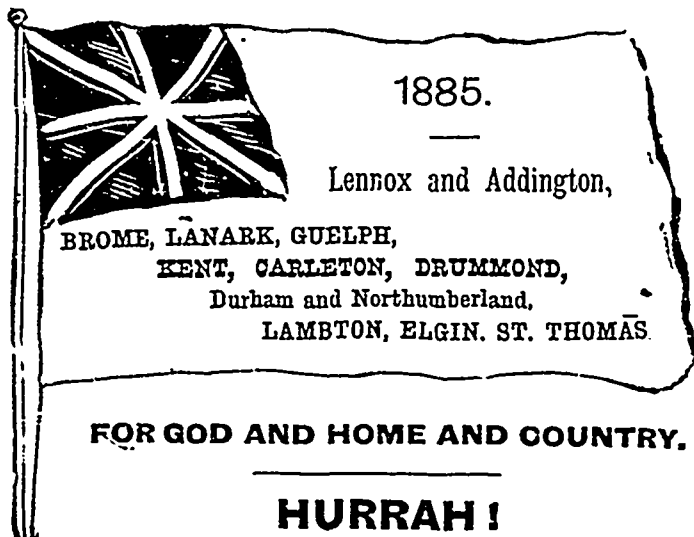 1885.
Lennox and Addington,
BROME, LANARK, GUELPH,
KENT, CARLETON, DRUMMOND,
Durham and Northumberland,
LAMBTON, ELGIN. ST. THOMAS
FOR GOD AND HOME AND COUNTRY.
HURRAH!